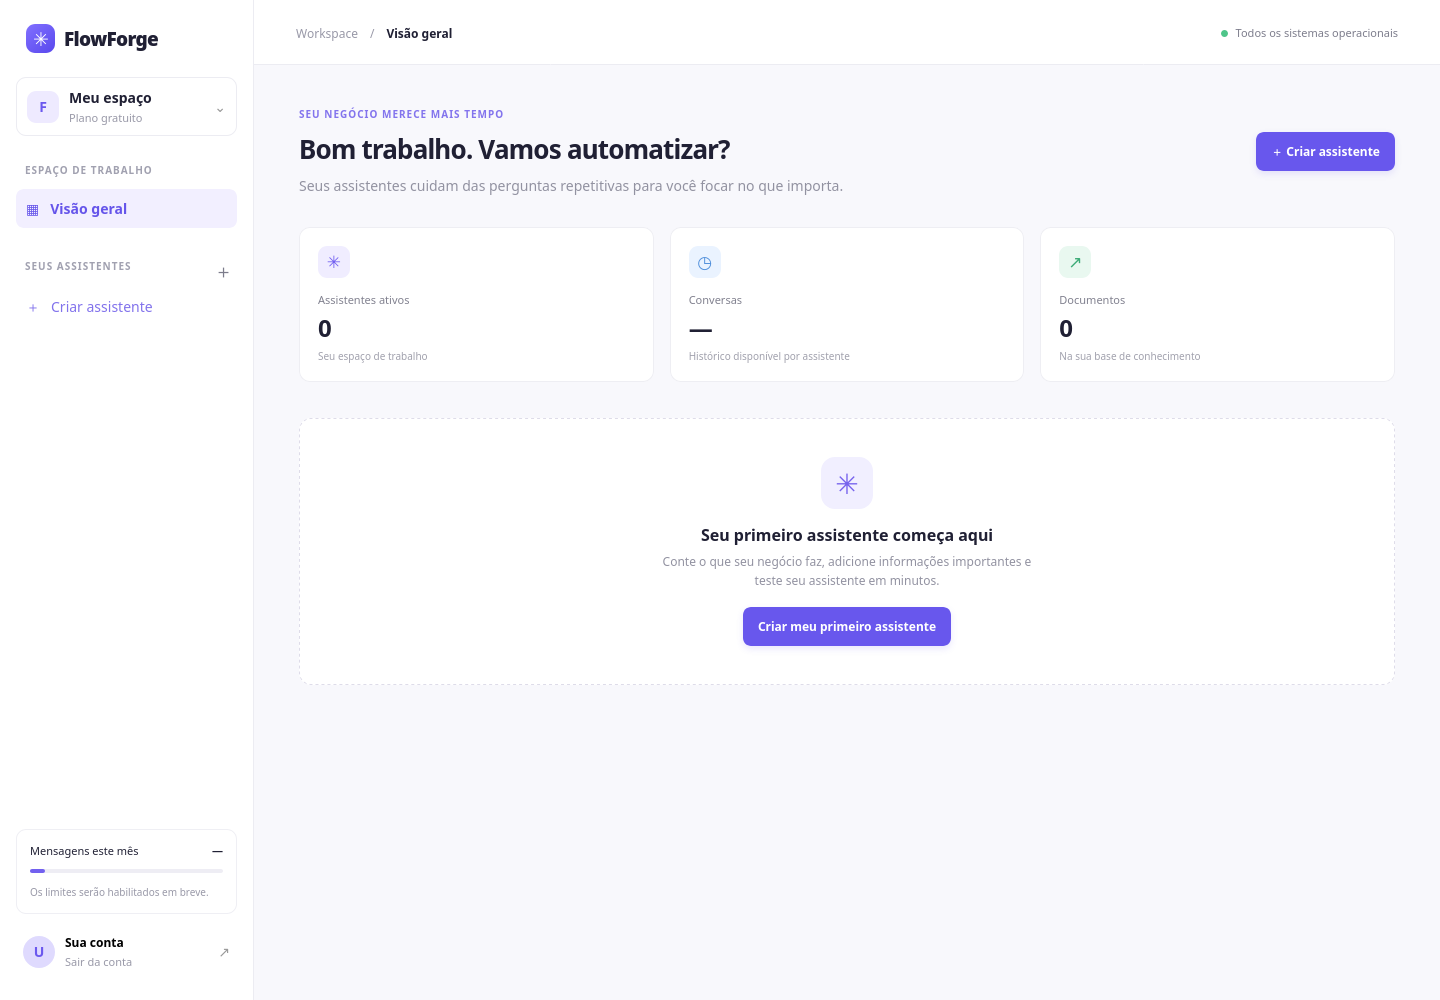 FlowForge
F
Meu espaço
Plano gratuito
ESPAÇO DE TRABALHO
Visão geral
SEUS ASSISTENTES
+
+ Criar assistente
Mensagens este mês —
Os limites serão habilitados em breve.
U
Sua conta
Sair da conta ↗
Workspace / Visão geral
Todos os sistemas operacionais
SEU NEGÓCIO MERECE MAIS TEMPO
Bom trabalho. Vamos automatizar?
Seus assistentes cuidam das perguntas repetitivas para você focar no que importa.
+ Criar assistente
Assistentes ativos
0
Seu espaço de trabalho
Conversas
—
Histórico disponível por assistente
↗
Documentos
0
Na sua base de conhecimento
Seu primeiro assistente começa aqui
Conte o que seu negócio faz, adicione informações importantes e
teste seu assistente em minutos.
Criar meu primeiro assistente